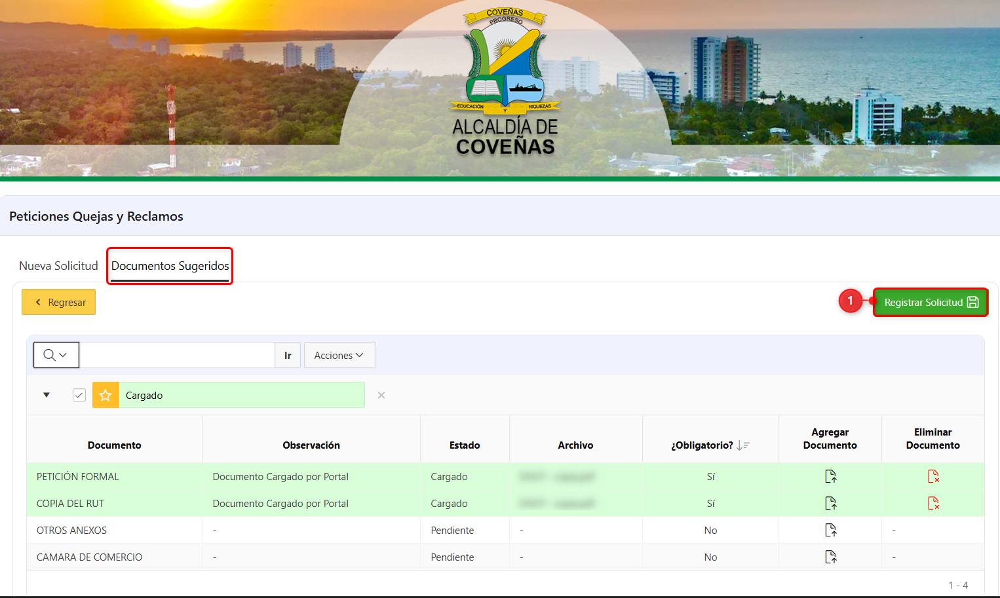 COVEÑAS
PROGRESO
EDUCACIÓN Y RIQUEZAS
ALCALDÍA DE
COVEÑAS
Peticiones Quejas y Reclamos
Nueva Solicitud Documentos Sugeridos
Regresar 1 Registrar Solicitud
Ir Acciones
Cargado
Documento Observación Estado Archivo ¿Obligatorio? Agregar Documento Eliminar Documento
PETICIÓN FORMAL Documento Cargado por Portal Cargado Sí
COPIA DEL RUT Documento Cargado por Portal Cargado Sí
OTROS ANEXOS - Pendiente - No -
CAMARA DE COMERCIO - Pendiente - No -
1 - 4